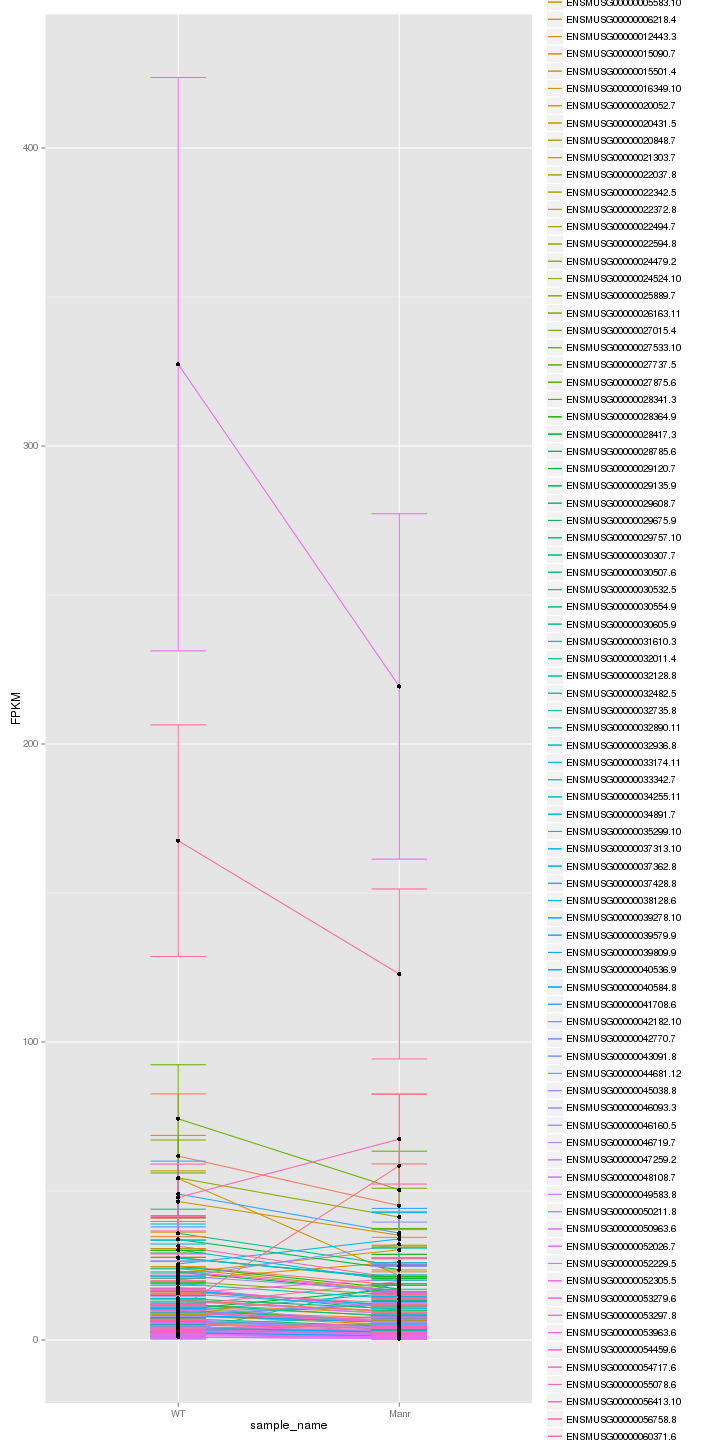 ENSMUSG00000005583.10
ENSMUSG00000006218.4
ENSMUSG00000012443.3
ENSMUSG00000015090.7
ENSMUSG00000015501.4
ENSMUSG00000016349.10
ENSMUSG00000020052.7
ENSMUSG00000020431.5
ENSMUSG00000020848.7
ENSMUSG00000021303.7
ENSMUSG00000022037.8
ENSMUSG00000022342.5
ENSMUSG00000022372.8
ENSMUSG00000022494.7
ENSMUSG00000022594.8
ENSMUSG00000024479.2
ENSMUSG00000024524.10
ENSMUSG00000025889.7
ENSMUSG00000026163.11
ENSMUSG00000027015.4
ENSMUSG00000027533.10
ENSMUSG00000027737.5
ENSMUSG00000027875.6
ENSMUSG00000028341.3
ENSMUSG00000028364.9
ENSMUSG00000028417.3
ENSMUSG00000028785.6
ENSMUSG00000029120.7
ENSMUSG00000029135.9
ENSMUSG00000029608.7
ENSMUSG00000029675.9
ENSMUSG00000029757.10
ENSMUSG00000030307.7
ENSMUSG00000030507.6
ENSMUSG00000030532.5
ENSMUSG00000030554.9
ENSMUSG00000030605.9
ENSMUSG00000031610.3
ENSMUSG00000032011.4
ENSMUSG00000032128.8
ENSMUSG00000032482.5
ENSMUSG00000032735.8
ENSMUSG00000032890.11
ENSMUSG00000032936.8
ENSMUSG00000033174.11
ENSMUSG00000033342.7
ENSMUSG00000034255.11
ENSMUSG00000034891.7
ENSMUSG00000035299.10
ENSMUSG00000037313.10
ENSMUSG00000037362.8
ENSMUSG00000037428.8
ENSMUSG00000038128.6
ENSMUSG00000039278.10
ENSMUSG00000039579.9
ENSMUSG00000039809.9
ENSMUSG00000040536.9
ENSMUSG00000040584.8
ENSMUSG00000041708.6
ENSMUSG00000042182.10
ENSMUSG00000042770.7
ENSMUSG00000043091.8
ENSMUSG00000044681.12
ENSMUSG00000045038.8
ENSMUSG00000046093.3
ENSMUSG00000046160.5
ENSMUSG00000046719.7
ENSMUSG00000047259.2
ENSMUSG00000048108.7
ENSMUSG00000049583.8
ENSMUSG00000050211.8
ENSMUSG00000050963.6
ENSMUSG00000052026.7
ENSMUSG00000052229.5
ENSMUSG00000052305.5
ENSMUSG00000053279.6
ENSMUSG00000053297.8
ENSMUSG00000053963.6
ENSMUSG00000054459.6
ENSMUSG00000054717.6
ENSMUSG00000055078.6
ENSMUSG00000056413.10
ENSMUSG00000056758.8
ENSMUSG00000060371.6
400
300
200
100
0
FPKM
WT
Manr
sample_name